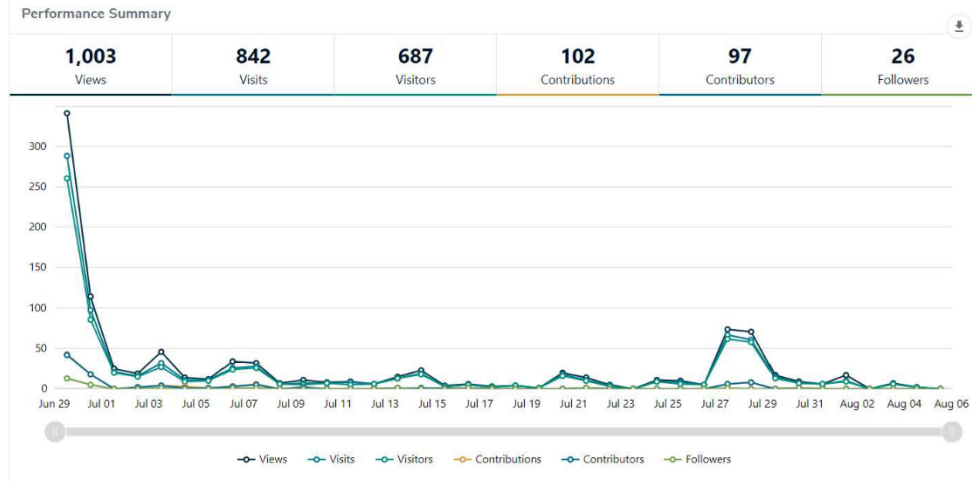 Performance Summary
1,003 842 687 102 97 26
Views Visits Visitors Contributions Contributors Followers
300
250
200
150
100
50
0
Jun 29 Jul 01 Jul 03 Jul 05 Jul 07 Jul 09 Jul 11 Jul 13 Jul 15 Jul 17 Jul 19 Jul 21 Jul 23 Jul 25 Jul 27 Jul 29 Jul 31 Aug 02 Aug 04 Aug 06
Views Visits Visitors Contributions Contributors Followers